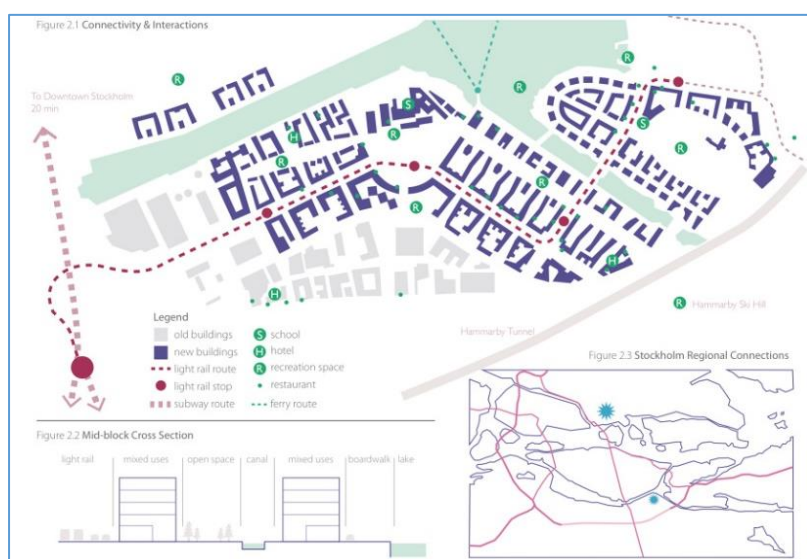 Figure 2.1 Connectivity & Interactions
R
R
To Downtown Stockholm
20 min
R
S
H
R
R
S
R
R
R
H
H
R Hammarby Ski Hill
Hammarby Tunnel
Legend
old buildings
new buildings
light rail route
light rail stop
subway route
S school
H hotel
R recreation space
restaurant
ferry route
Figure 2.3 Stockholm Regional Connections
Figure 2.2 Mid-block Cross Section
light rail
mixed uses
open space
canal
mixed uses
boardwalk
lake